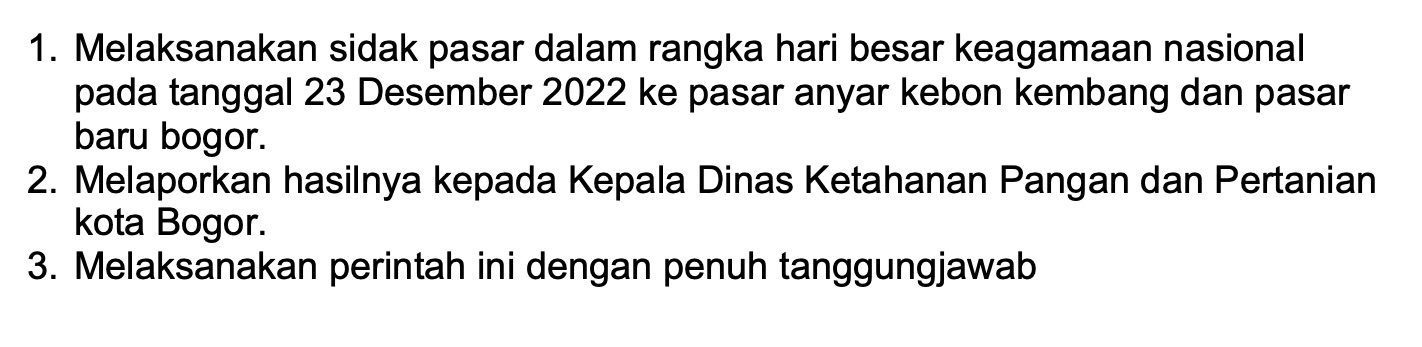 1. Melaksanakan sidak pasar dalam rangka hari besar keagamaan nasional
pada tanggal 23 Desember 2022 ke pasar anyar kebon kembang dan pasar
baru bogor.
2. Melaporkan hasilnya kepada Kepala Dinas Ketahanan Pangan dan Pertanian
kota Bogor.
3. Melaksanakan perintah ini dengan penuh tanggungjawab